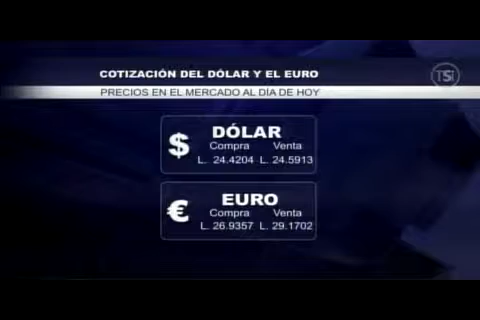 COTIZACIÓN DEL DÓLAR Y EL EURO
TSi
PRECIOS EN EL MERCADO AL DÍA DE HOY
$ DÓLAR
Compra Venta
L. 24.4204 L. 24.5913
€ EURO
Compra Venta
L. 26.9357 L. 29.1702